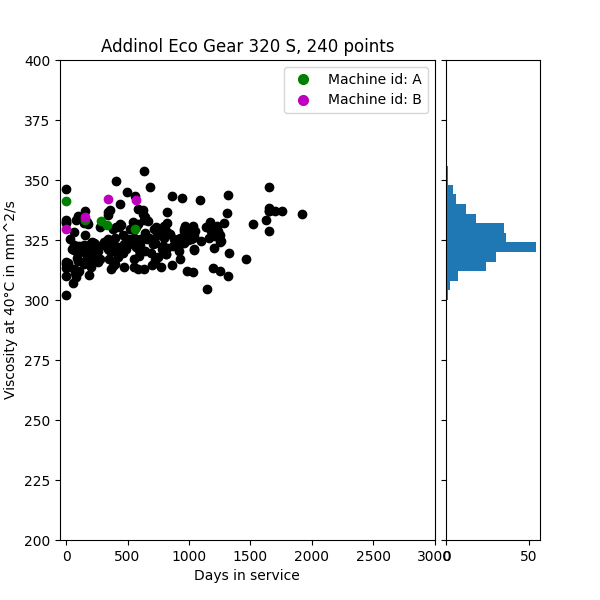 Addinol Eco Gear 320 S, 240 points
Machine id: A
Machine id: B
Viscosity at 40°C in mm^2/s
400
375
350
325
300
275
250
225
200
0 500 1000 1500 2000 2500 3000
0 50
Days in service